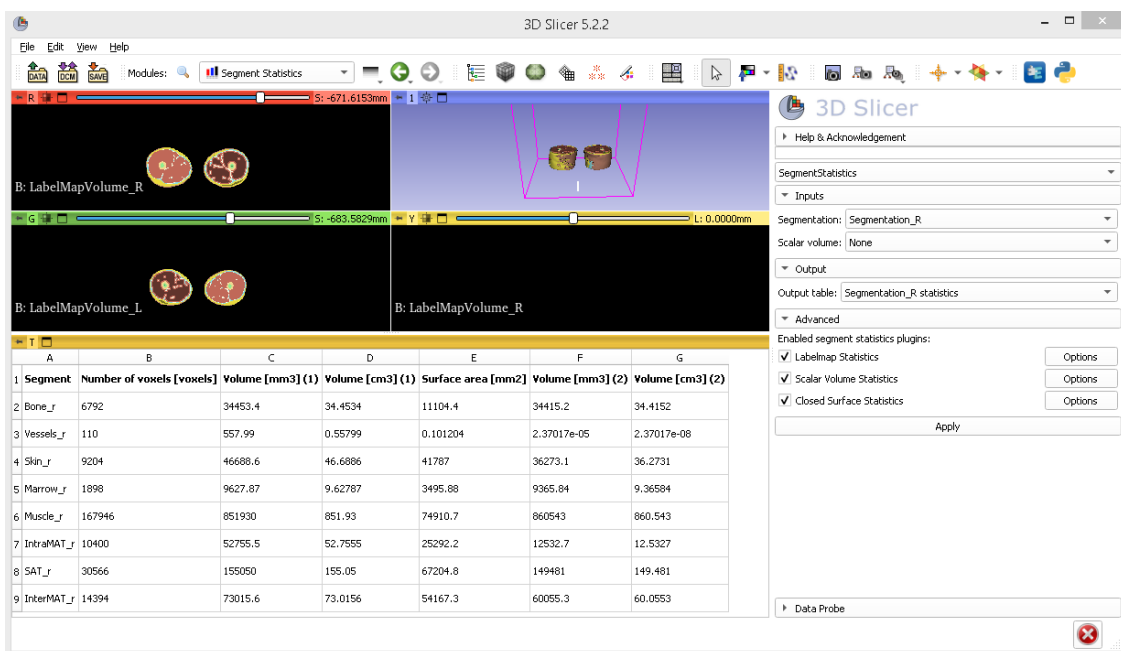 3D Slicer 5.2.2
File Edit View Help
DATA DCM SAVE Modules: Segment Statistics
R S: -671.6153mm 1
B: LabelMapVolume_R
G S: -683.5829mm Y L: 0.0000mm
B: LabelMapVolume_L B: LabelMapVolume_R
T
A B C D E F G
1 Segment Number of voxels [voxels] Volume [mm3] (1) Volume [cm3] (1) Surface area [mm2] Volume [mm3] (2) Volume [cm3] (2)
2 Bone_r 6792 34453.4 34.4534 11104.4 34415.2 34.4152
3 Vessels_r 110 557.99 0.55799 0.101204 2.37017e-05 2.37017e-08
4 Skin_r 9204 46688.6 46.6886 41787 36273.1 36.2731
5 Marrow_r 1898 9627.87 9.62787 3495.88 9365.84 9.36584
6 Muscle_r 167946 851930 851.93 74910.7 860543 860.543
7 IntraMAT_r 10400 52755.5 52.7555 25292.2 12532.7 12.5327
8 SAT_r 30566 155050 155.05 67204.8 149481 149.481
9 InterMAT_r 14394 73015.6 73.0156 54167.3 60055.3 60.0553
3D Slicer
Help & Acknowledgement
SegmentStatistics
Inputs
Segmentation: Segmentation_R
Scalar volume: None
Output
Output table: Segmentation_R statistics
Advanced
Enabled segment statistics plugins:
Labelmap Statistics Options
Scalar Volume Statistics Options
Closed Surface Statistics Options
Apply
Data Probe